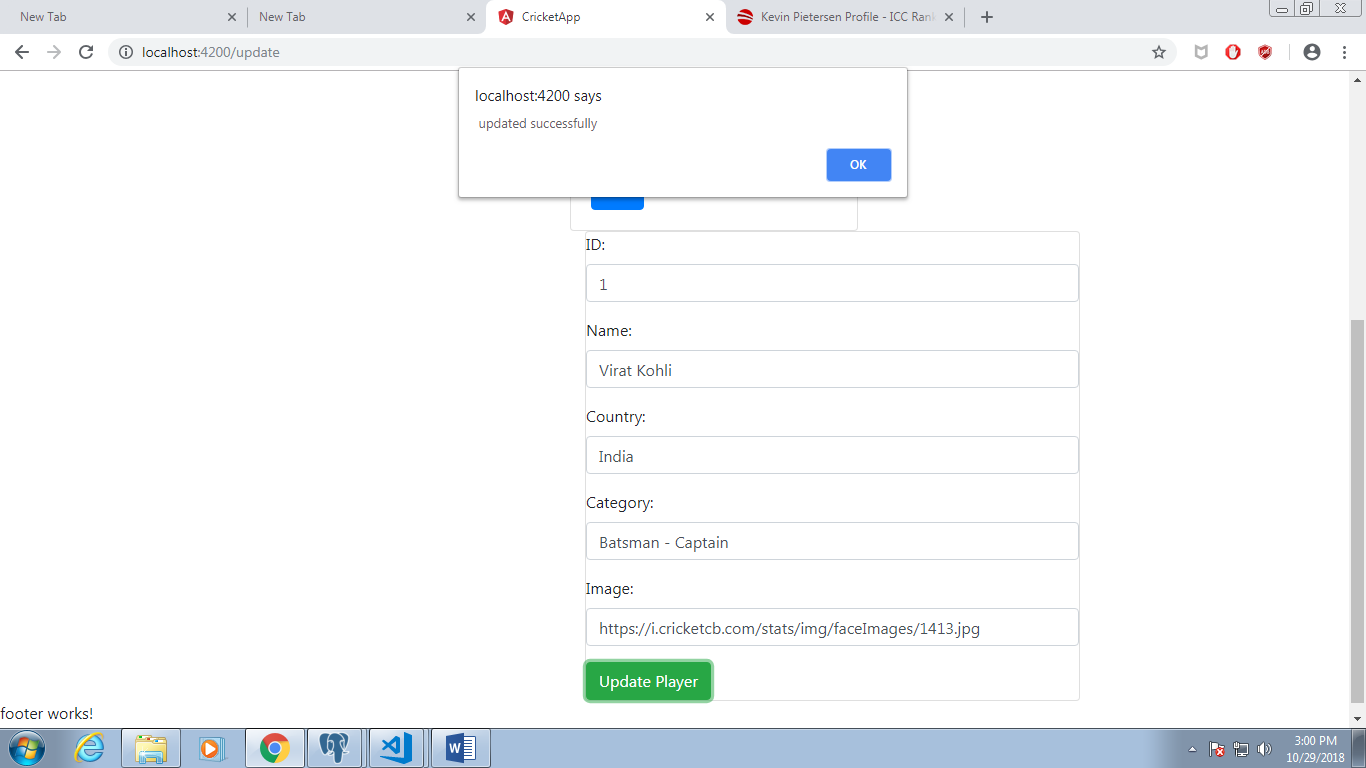 New Tab
New Tab
CricketApp
Kevin Pietersen Profile - ICC Ran
localhost:4200/update
localhost:4200 says
updated successfully
OK
ID:
1
Name:
Virat Kohli
Country:
India
Category:
Batsman - Captain
Image:
https://i.cricketcb.com/stats/img/faceImages/1413.jpg
Update Player
footer works!
3:00 PM
10/29/2018